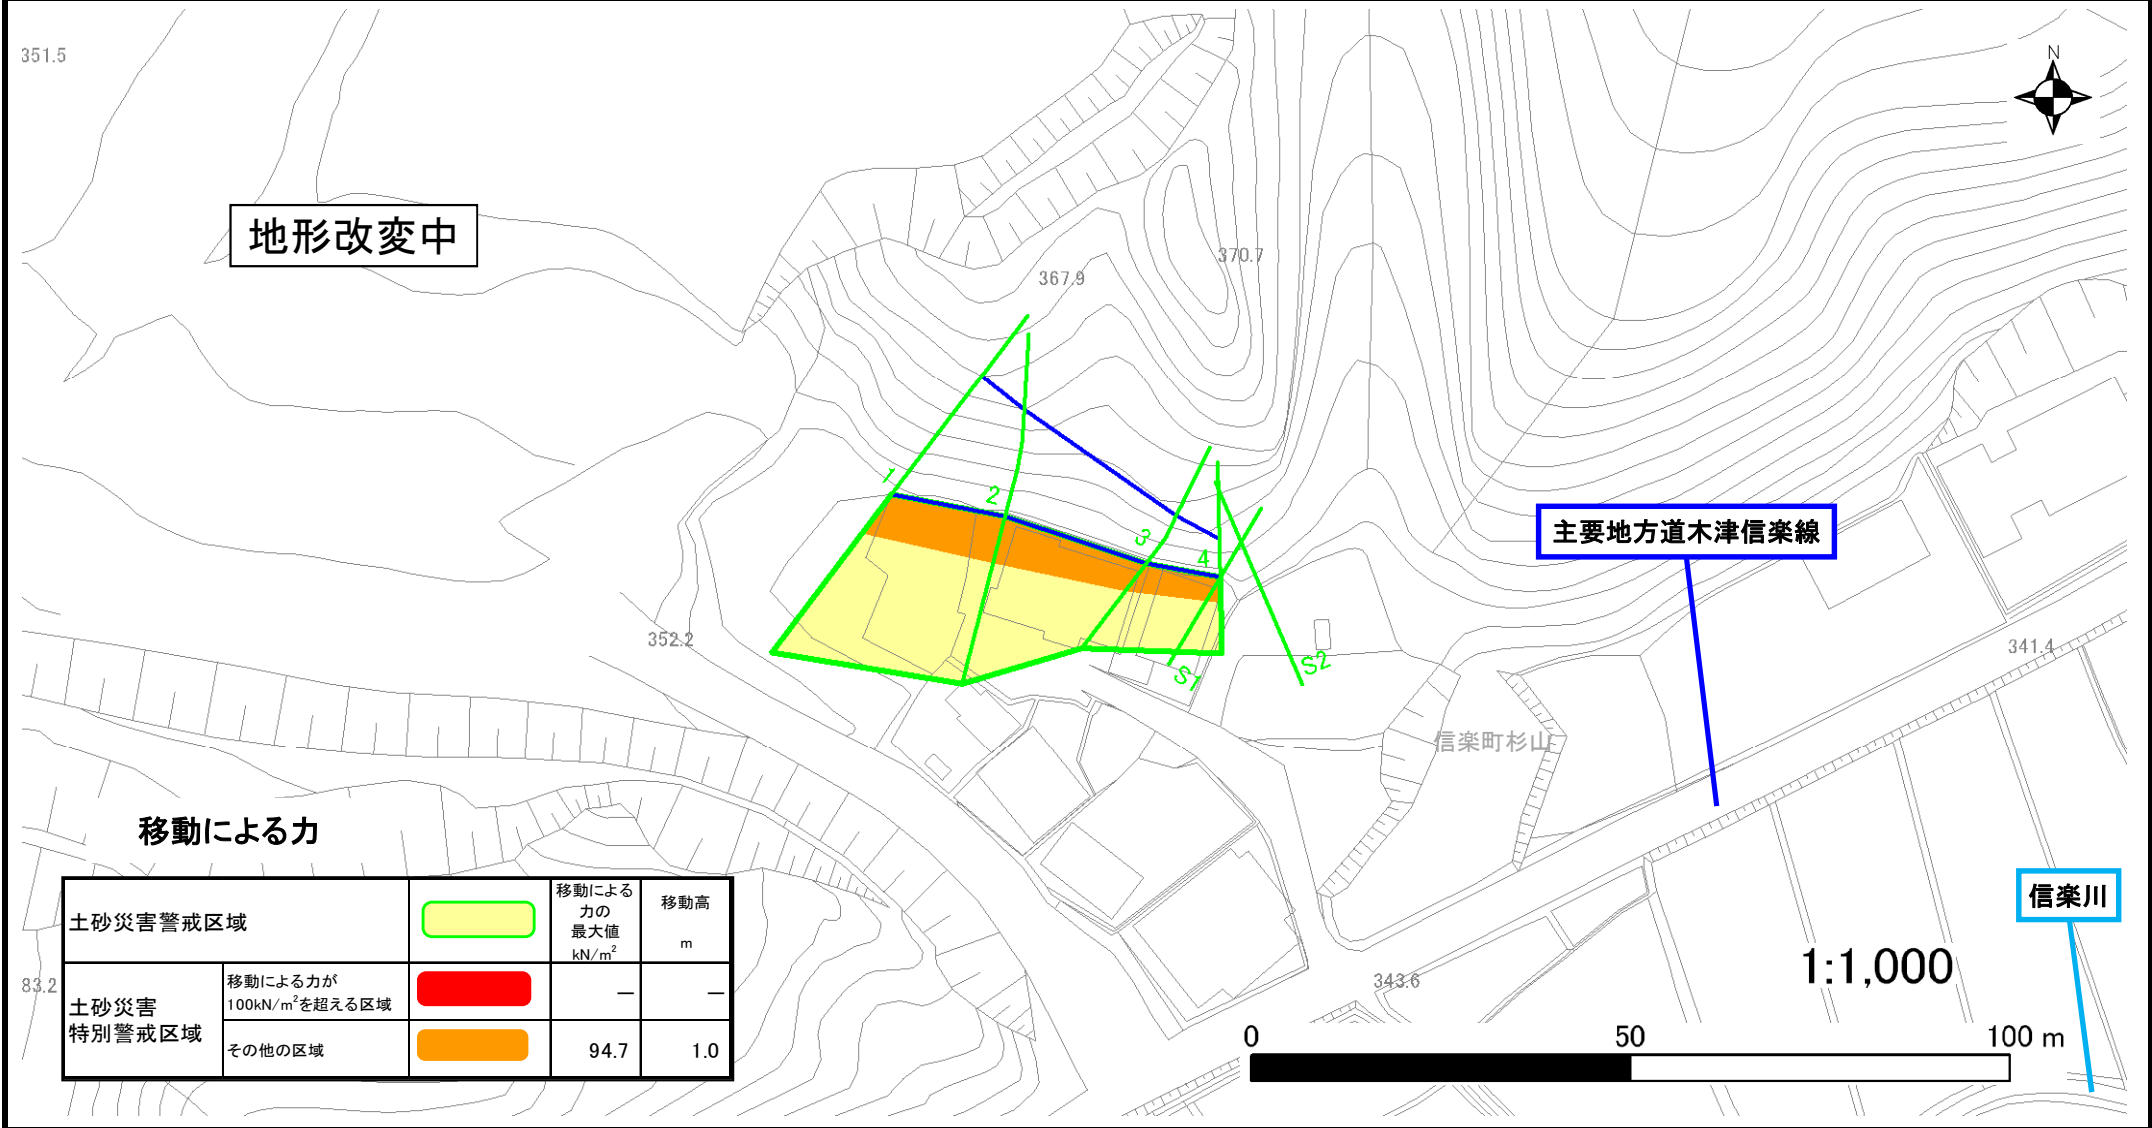 351.5
N
地形改変中
370.7
367.9
1
2
3
4
主要地方道木津信楽線
352.2
S1
S2
341.4
信楽町杉山
移動による力
土砂災害警戒区域
移動による
力の
最大値
kN/m²
移動高
m
土砂災害
特別警戒区域
移動による力が
100kN/m²を超える区域
—
—
その他の区域
94.7
1.0
83.2
信楽川
1:1,000
343.6
0
50
100 m